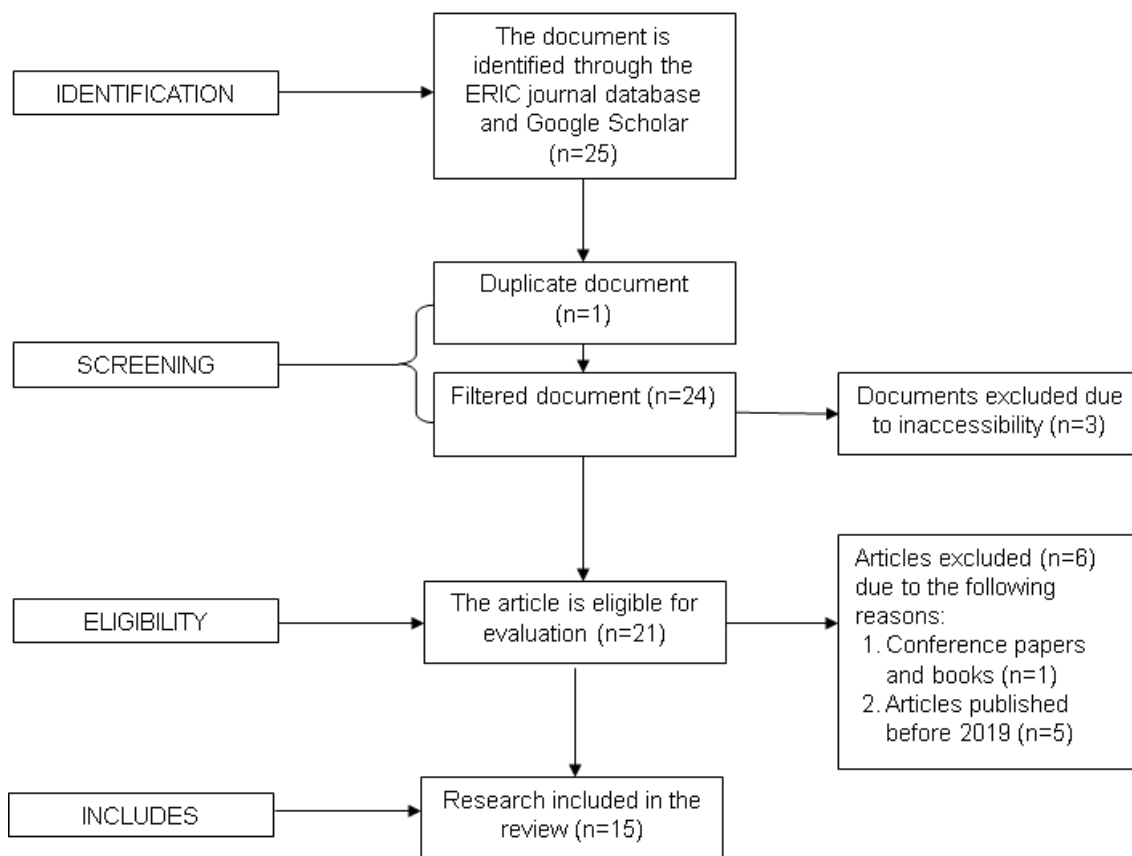 IDENTIFICATION
The document is
identified through the
ERIC journal database
and Google Scholar
(n=25)
SCREENING
Duplicate document
(n=1)
Filtered document (n=24)
Documents excluded due
to inaccessibility (n=3)
ELIGIBILITY
The article is eligible for
evaluation (n=21)
Articles excluded (n=6)
due to the following
reasons:
1. Conference papers
and books (n=1)
2. Articles published
before 2019 (n=5)
INCLUDES
Research included in the
review (n=15)